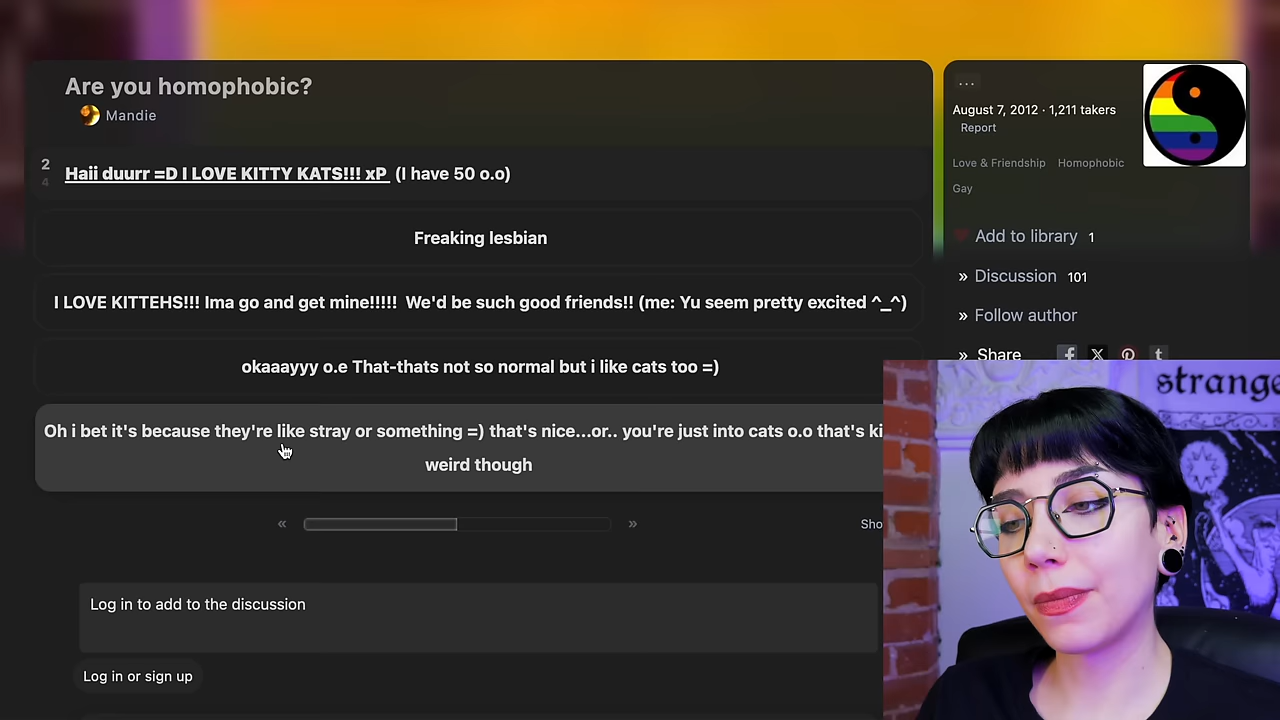 Are you homophobic?
Mandie
2
4
Haii duurr =D I LOVE KITTY KATS!!! xP (I have 50 o.o)
Freaking lesbian
I LOVE KITTEHS!!! Ima go and get mine!!!!! We'd be such good friends!! (me: Yu seem pretty excited ^_^)
okaaayyy o.e That-thats not so normal but i like cats too =)
Oh i bet it's because they're like stray or something =) that's nice...or.. you're just into cats o.o that's ki
weird though
« »
Sho
Log in to add to the discussion
Log in or sign up
...
August 7, 2012 · 1,211 takers
Report
Love & Friendship Homophobic
Gay
Add to library 1
» Discussion 101
» Follow author
» Share f X t
strange